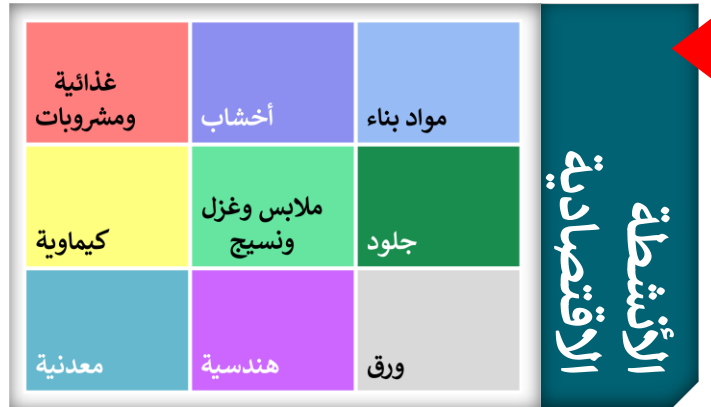 الأنشطة
الاقتصادية
مواد بناء
أخشاب
غذائية
ومشروبات
جلود
ملابس وغزل
ونسيج
كيماوية
ورق
هندسية
معدنية